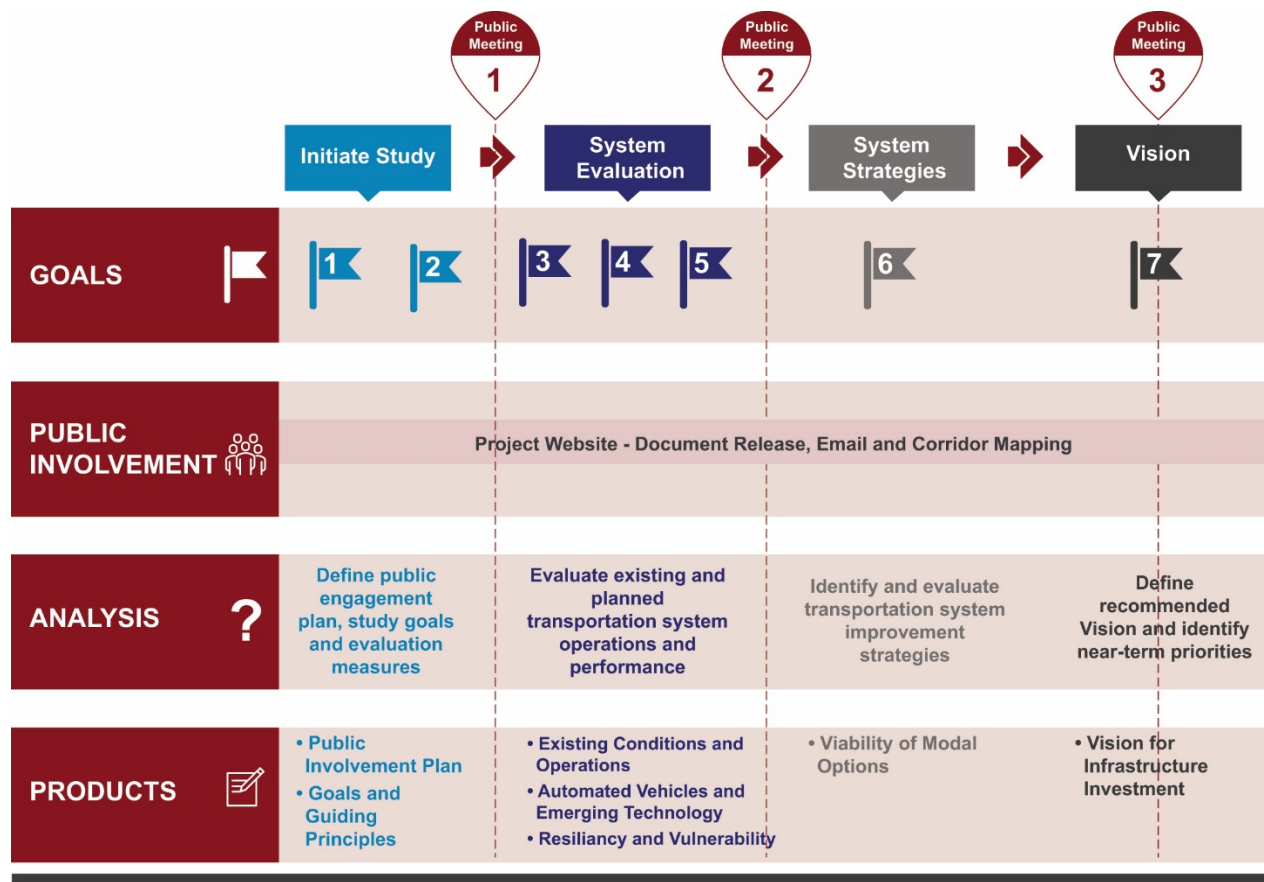 Public
Meeting
1
Public
Meeting
2
Public
Meeting
3
Initiate Study
System
Evaluation
System
Strategies
Vision
GOALS
1
2
3
4
5
6
7
PUBLIC
INVOLVEMENT
Project Website - Document Release, Email and Corridor Mapping
ANALYSIS
?
Define public
engagement
plan, study goals
and evaluation
measures
Evaluate existing and
planned
transportation system
operations and
performance
Identify and evaluate
transportation system
improvement
strategies
Define
recommended
Vision and identify
near-term priorities
PRODUCTS
• Public
Involvement Plan
• Goals and
Guiding
Principles
• Existing Conditions and
Operations
• Automated Vehicles and
Emerging Technology
• Resiliancy and Vulnerability
• Viability of Modal
Options
• Vision for
Infrastructure
Investment